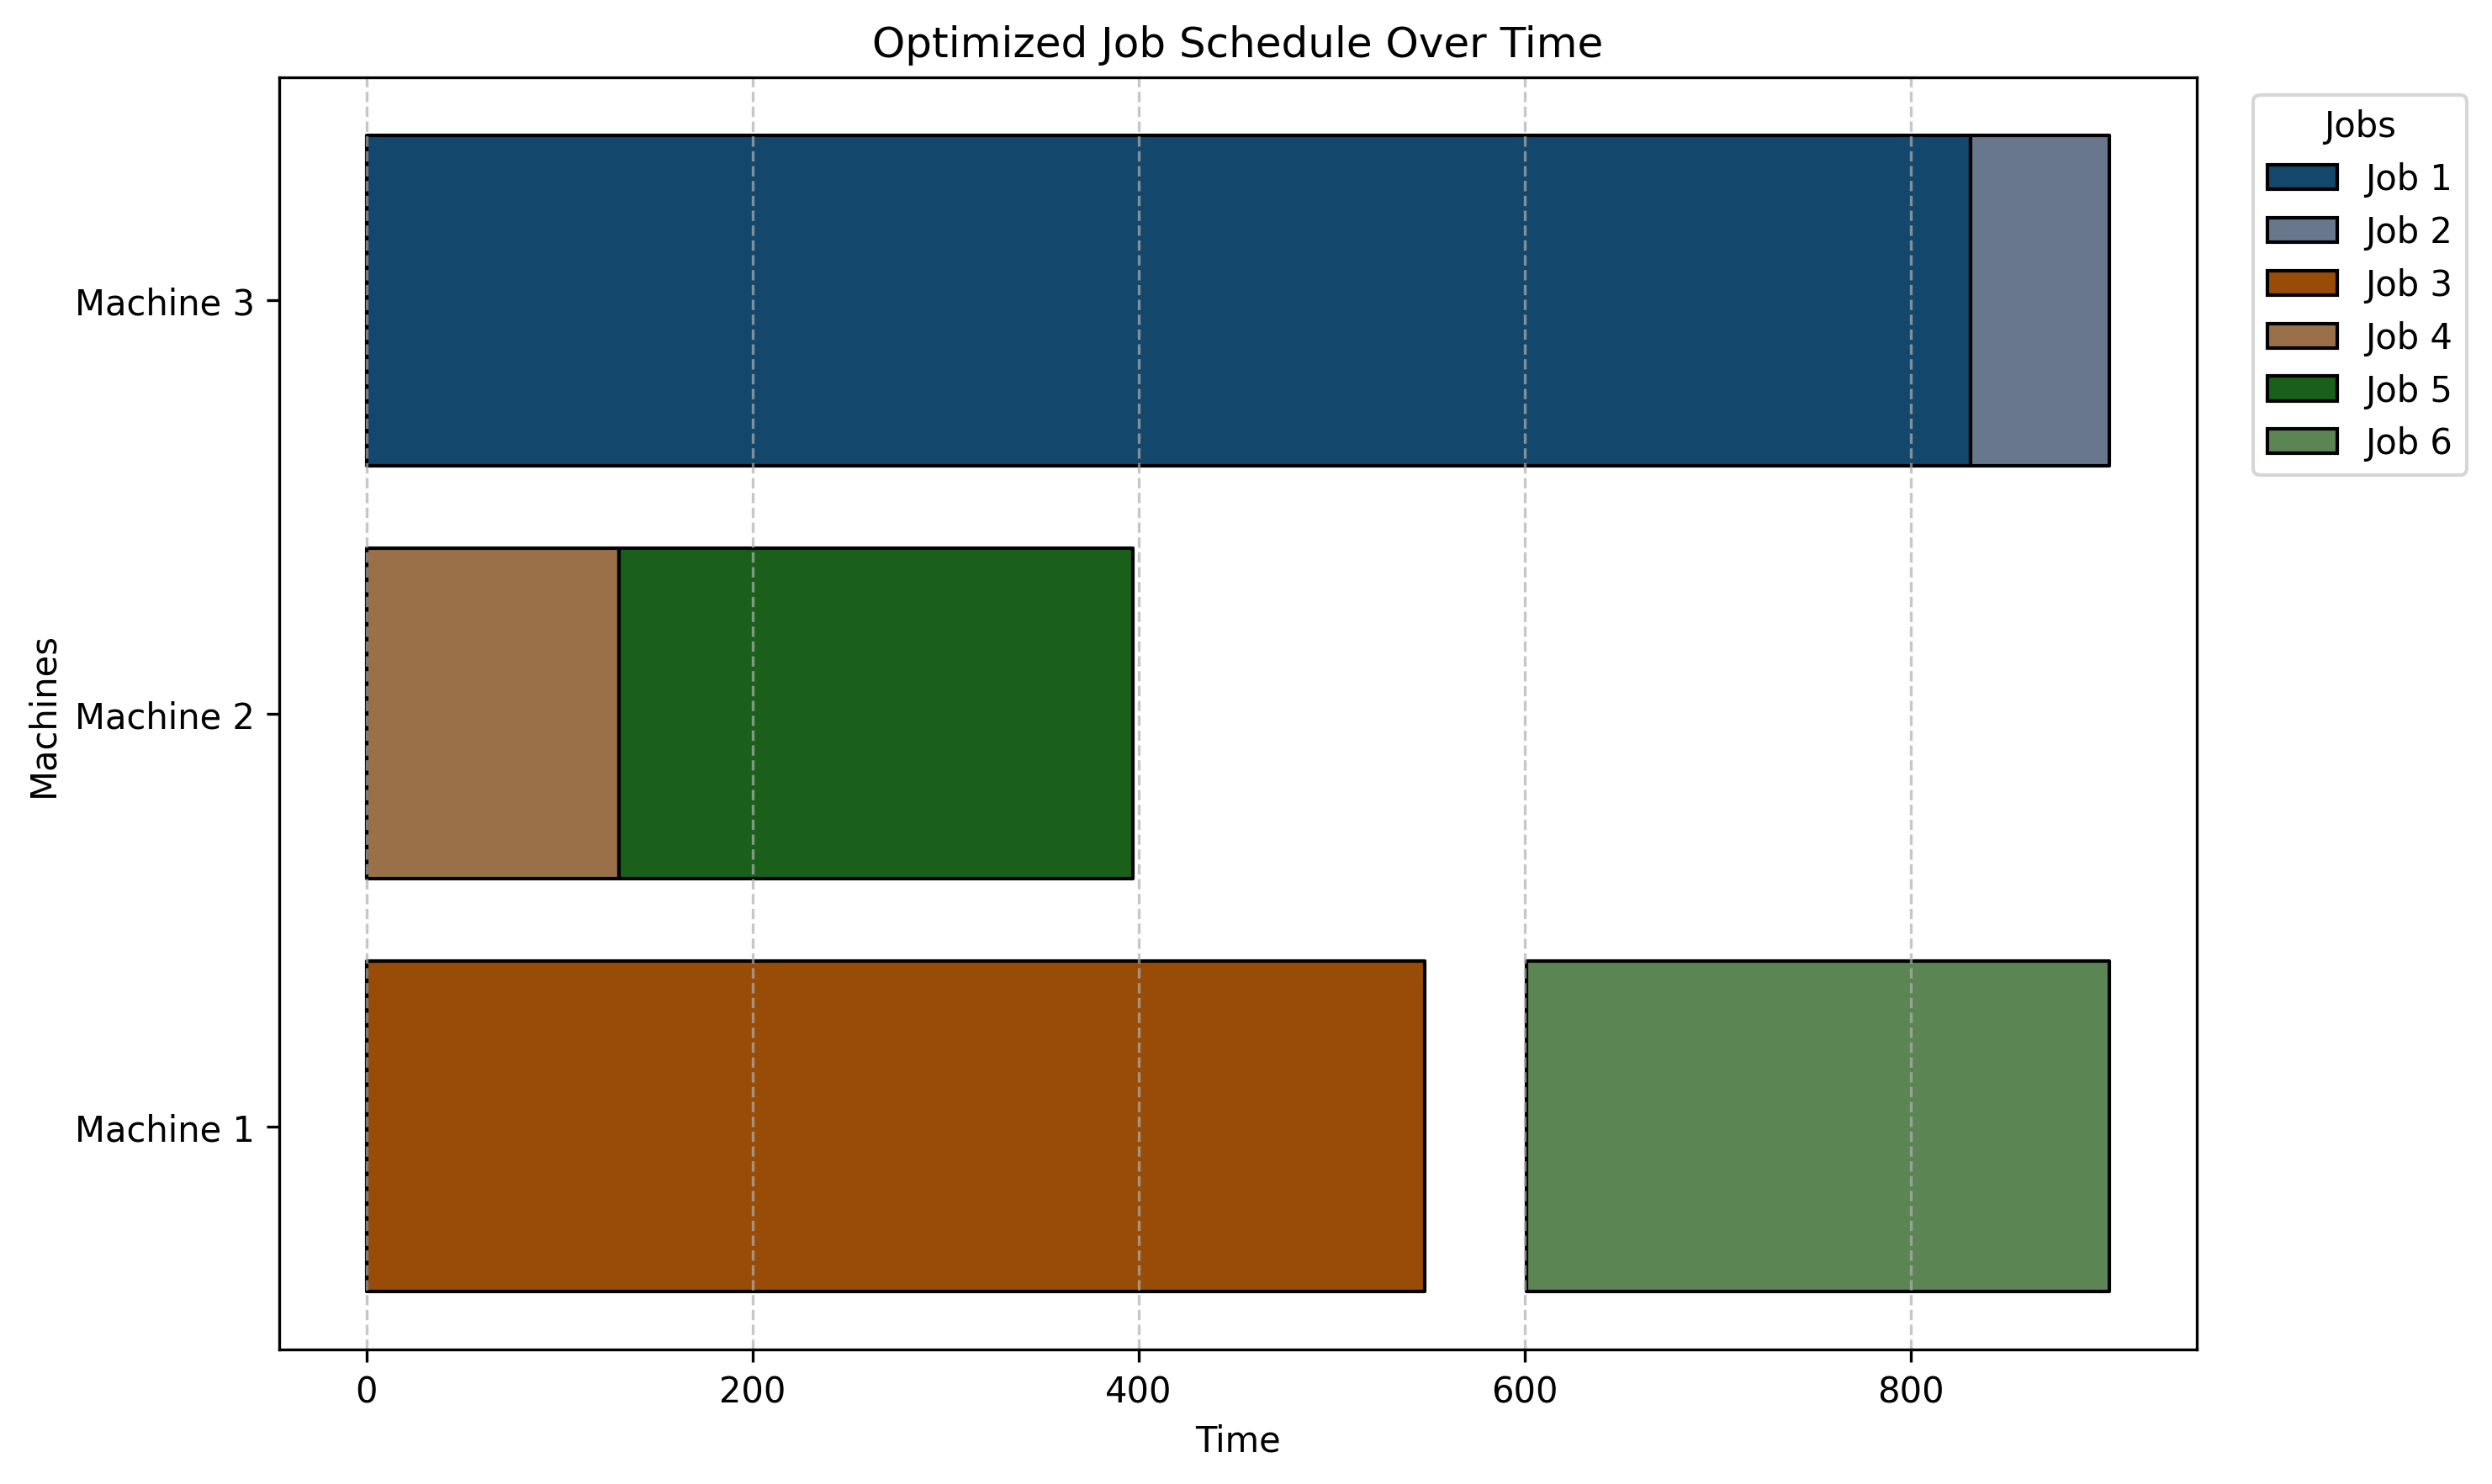 Optimized Job Schedule Over Time
Jobs
Job 1
Job 2
Job 3
Job 4
Job 5
Job 6
Machines
Machine 3
Machine 2
Machine 1
0 200 400 600 800
Time